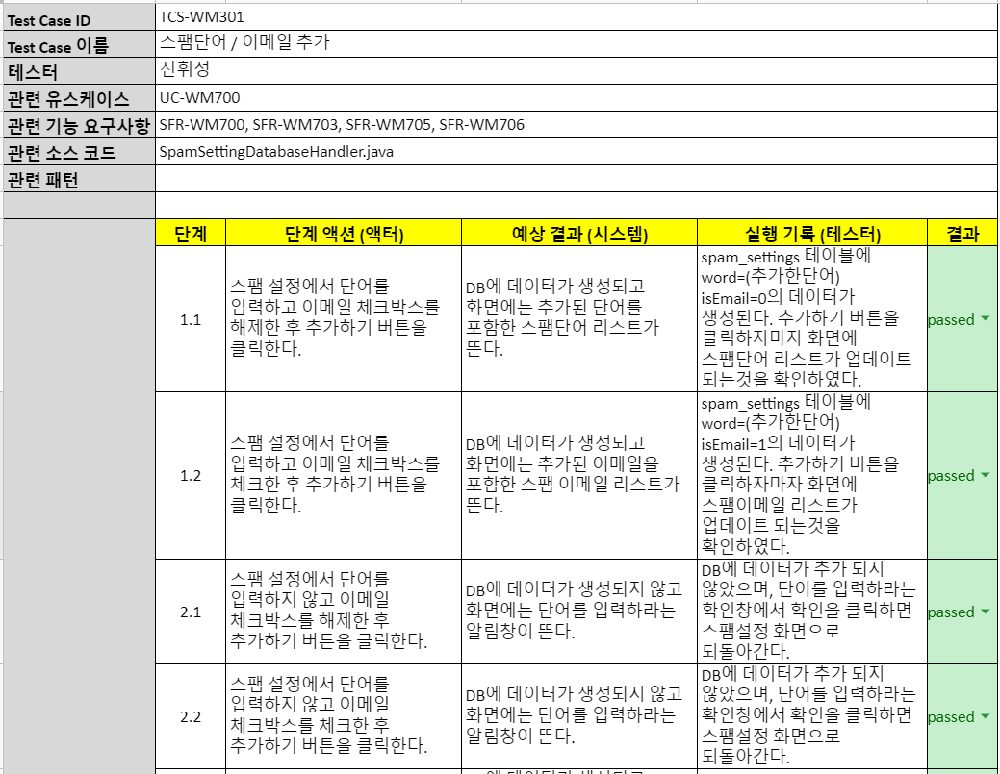 Test Case ID
TCS-WM301
Test Case 이름
스팸단어 / 이메일 추가
테스터
신휘정
관련 유스케이스
UC-WM700
관련 기능 요구사항
SFR-WM700, SFR-WM703, SFR-WM705, SFR-WM706
관련 소스 코드
SpamSettingDatabaseHandler.java
관련 패턴
단계
단계 액션 (액터)
예상 결과 (시스템)
실행 기록 (테스터)
결과
1.1
스팸 설정에서 단어를
입력하고 이메일 체크박스를
해제한 후 추가하기 버튼을
클릭한다.
DB에 데이터가 생성되고
화면에는 추가된 단어를
포함한 스팸단어 리스트가
뜬다.
spam_settings 테이블에
word=(추가한단어)
isEmail=0의 데이터가
생성된다. 추가하기 버튼을
클릭하자마자 화면에
스팸단어 리스트가 업데이트
되는것을 확인하였다.
passed
1.2
스팸 설정에서 단어를
입력하고 이메일 체크박스를
체크한 후 추가하기 버튼을
클릭한다.
DB에 데이터가 생성되고
화면에는 추가된 이메일을
포함한 스팸 이메일 리스트가
뜬다.
spam_settings 테이블에
word=(추가한단어)
isEmail=1의 데이터가
생성된다. 추가하기 버튼을
클릭하자마자 화면에
스팸이메일 리스트가
업데이트 되는것을
확인하였다.
passed
2.1
스팸 설정에서 단어를
입력하지 않고 이메일
체크박스를 해제한 후
추가하기 버튼을 클릭한다.
DB에 데이터가 생성되지 않고
화면에는 단어를 입력하라는
알림창이 뜬다.
DB에 데이터가 추가 되지
않았으며, 단어를 입력하라는
확인창에서 확인을 클릭하면
스팸설정 화면으로
되돌아간다.
passed
2.2
스팸 설정에서 단어를
입력하지 않고 이메일
체크박스를 체크한 후
추가하기 버튼을 클릭한다.
DB에 데이터가 생성되지 않고
화면에는 단어를 입력하라는
알림창이 뜬다.
DB에 데이터가 추가 되지
않았으며, 단어를 입력하라는
확인창에서 확인을 클릭하면
스팸설정 화면으로
되돌아간다.
passed